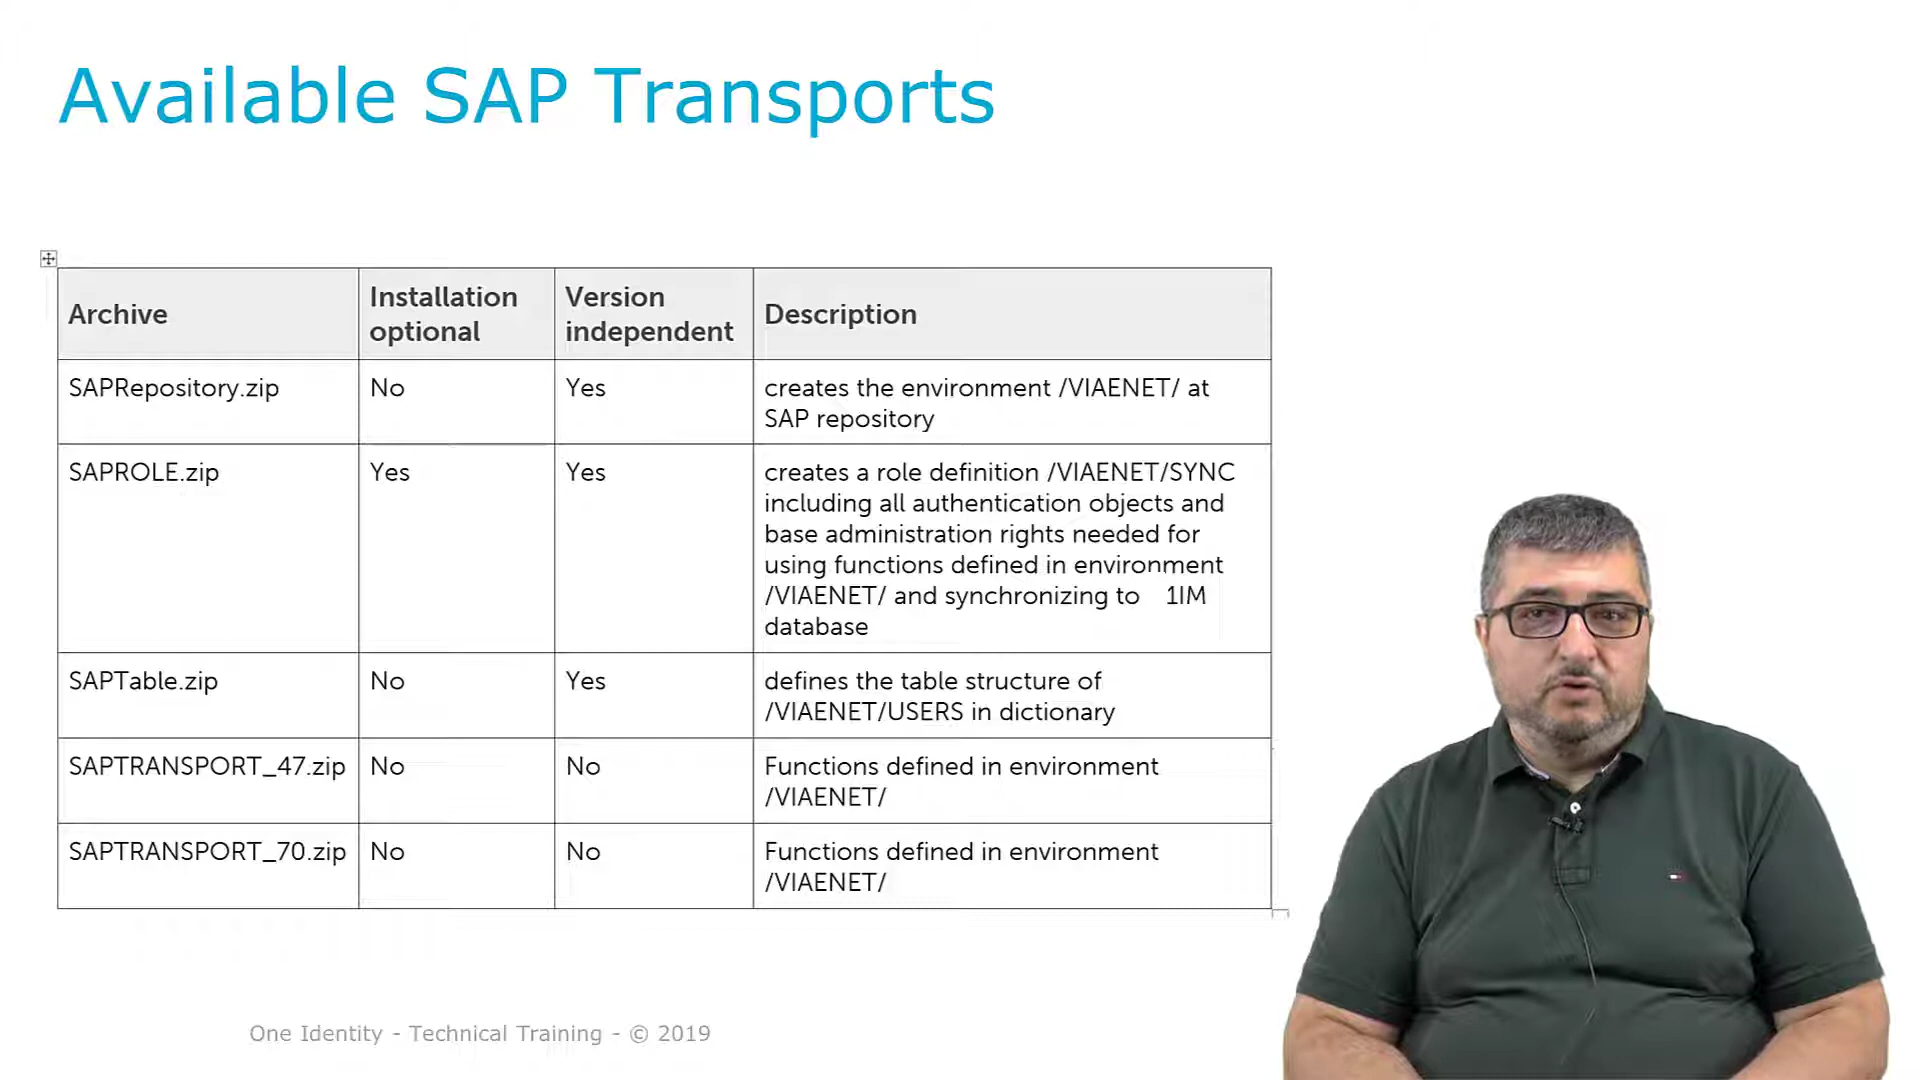 Available SAP Transports
Archive
Installation
optional
Version
independent
Description
SAPRepository.zip
No
Yes
creates the environment /VIAENET/ at
SAP repository
SAPROLE.zip
Yes
Yes
creates a role definition /VIAENET/SYNC
including all authentication objects and
base administration rights needed for
using functions defined in environment
/VIAENET/ and synchronizing to 1IM
database
SAPTable.zip
No
Yes
defines the table structure of
/VIAENET/USERS in dictionary
SAPTRANSPORT_47.zip
No
No
Functions defined in environment
/VIAENET/
SAPTRANSPORT_70.zip
No
No
Functions defined in environment
/VIAENET/
One Identity - Technical Training - © 2019